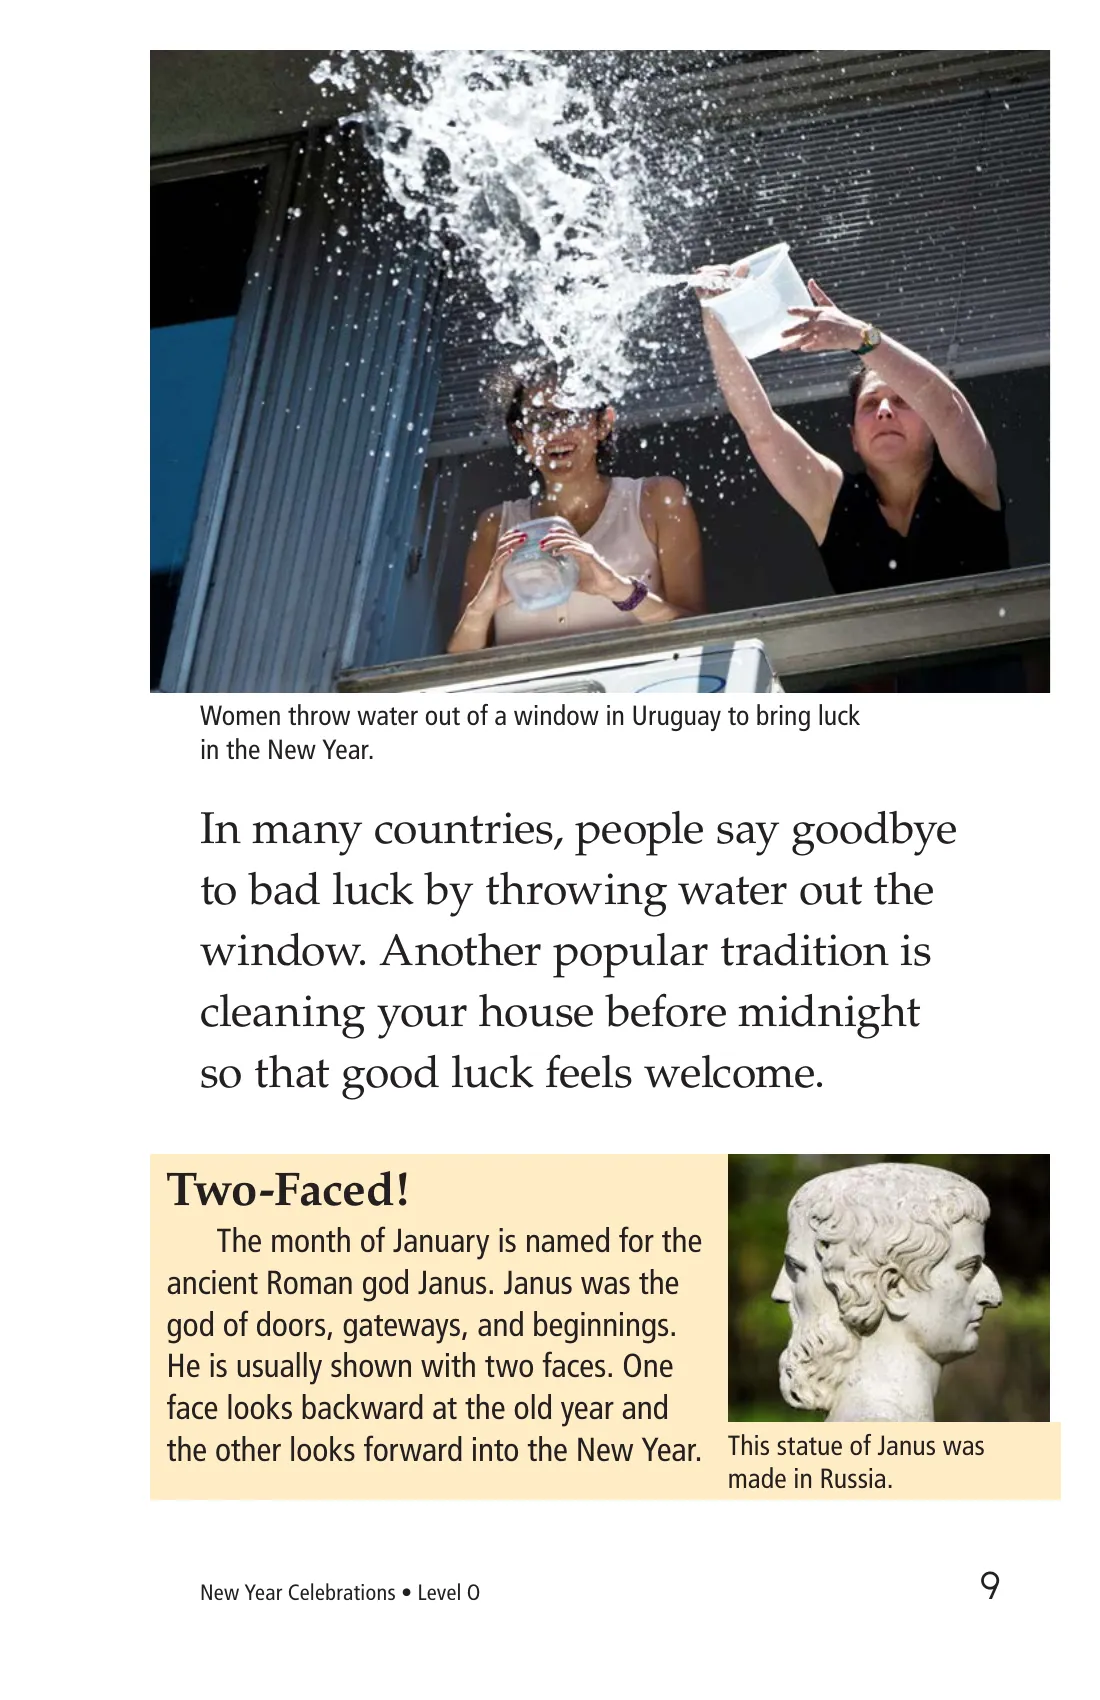 Women throw water out of a window in Uruguay to bring luck
in the New Year.
In many countries, people say goodbye
to bad luck by throwing water out the
window. Another popular tradition is
cleaning your house before midnight
so that good luck feels welcome.
Two-Faced!
The month of January is named for the
ancient Roman god Janus. Janus was the
god of doors, gateways, and beginnings.
He is usually shown with two faces. One
face looks backward at the old year and
the other looks forward into the New Year.
This statue of Janus was
made in Russia.
New Year Celebrations • Level O
9